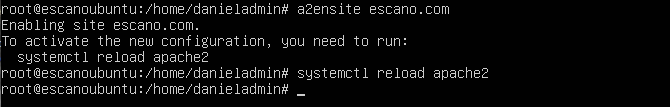 root@escanoubuntu:/home/danieladmin# a2ensite escano.com
Enabling site escano.com.
To activate the new configuration, you need to run:
  systemctl reload apache2
root@escanoubuntu:/home/danieladmin# systemctl reload apache2
root@escanoubuntu:/home/danieladmin# _